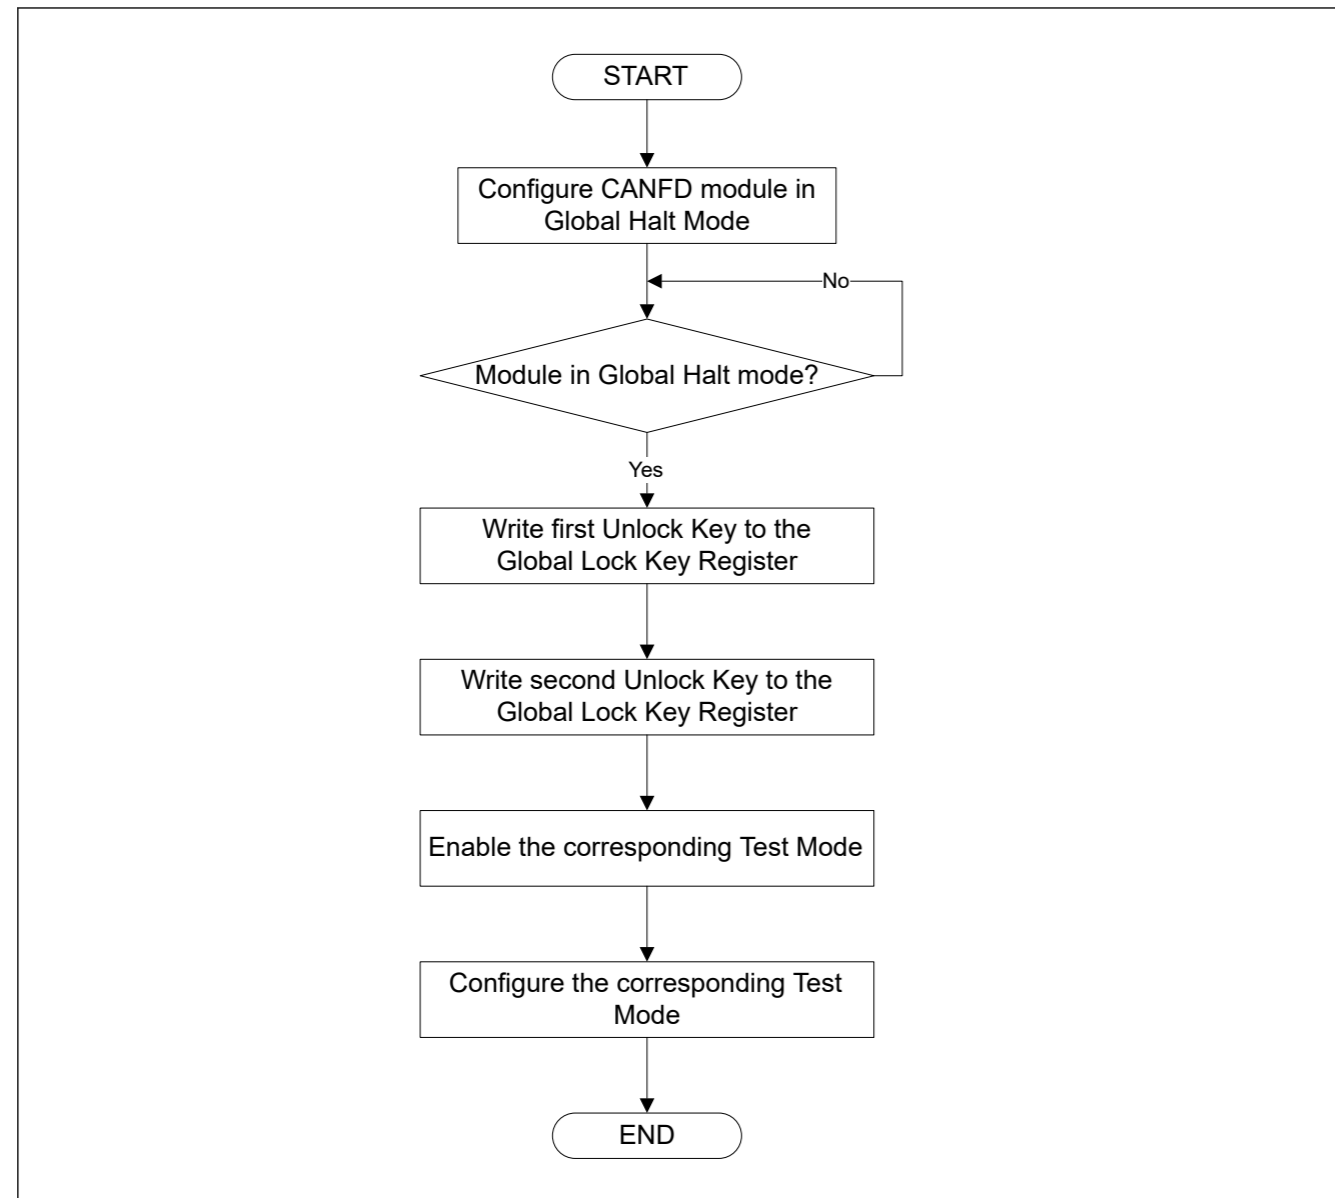 START
Configure CANFD module in
Global Halt Mode
No
Module in Global Halt mode?
Yes
Write first Unlock Key to the
Global Lock Key Register
Write second Unlock Key to the
Global Lock Key Register
Enable the corresponding Test Mode
Configure the corresponding Test
Mode
END